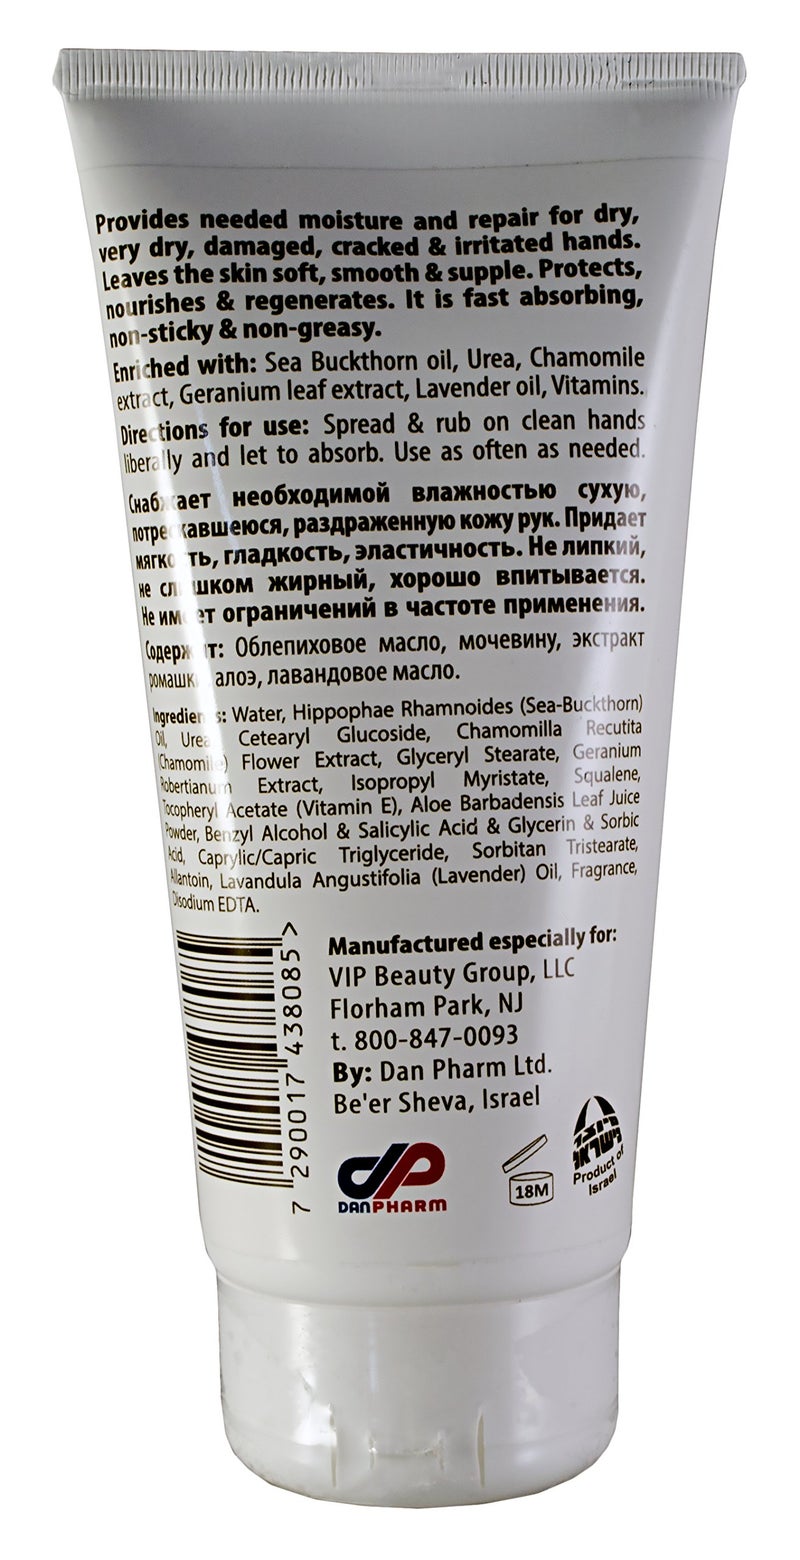 Provides needed moisture and repair for dry,
very dry, damaged, cracked & irritated hands.
Leaves the skin soft, smooth & supple. Protects,
nourishes & regenerates. It is fast absorbing,
non-sticky & non-greasy.
Enriched with: Sea Buckthorn oil, Urea, Chamomile
extract, Geranium leaf extract, Lavender oil, Vitamins.
Directions for use: Spread & rub on clean hands
liberally and let to absorb. Use as often as needed.
Снабжает необходимой влажностью сухую,
потрескавшеюся, раздраженную кожу рук. Придает
мягкость, гладкость, эластичность. Не липкий,
не слишком жирный, хорошо впитывается.
Не имеет ограничений в частоте применения.
Содержит: Облепиховое масло, мочевину, экстракт
ромашки, алоэ, лавандовое масло.
Ingredients: Water, Hippophae Rhamnoides (Sea-Buckthorn)
Oil, Urea, Cetearyl Glucoside, Chamomilla Recutita
(Chamomile) Flower Extract, Glyceryl Stearate, Geranium
Robertianum Extract, Isopropyl Myristate, Squalene,
Tocopheryl Acetate (Vitamin E), Aloe Barbadensis Leaf Juice
Powder, Benzyl Alcohol & Salicylic Acid & Glycerin & Sorbic
Acid, Caprylic/Capric Triglyceride, Sorbitan Tristearate,
Allantoin, Lavandula Angustifolia (Lavender) Oil, Fragrance,
Disodium EDTA.
7 290017 438085 >
Manufactured especially for:
VIP Beauty Group, LLC
Florham Park, NJ
t. 800-847-0093
By: Dan Pharm Ltd.
Be'er Sheva, Israel
DANPHARM
18M
תוצר
ישראל
Product of
Israel